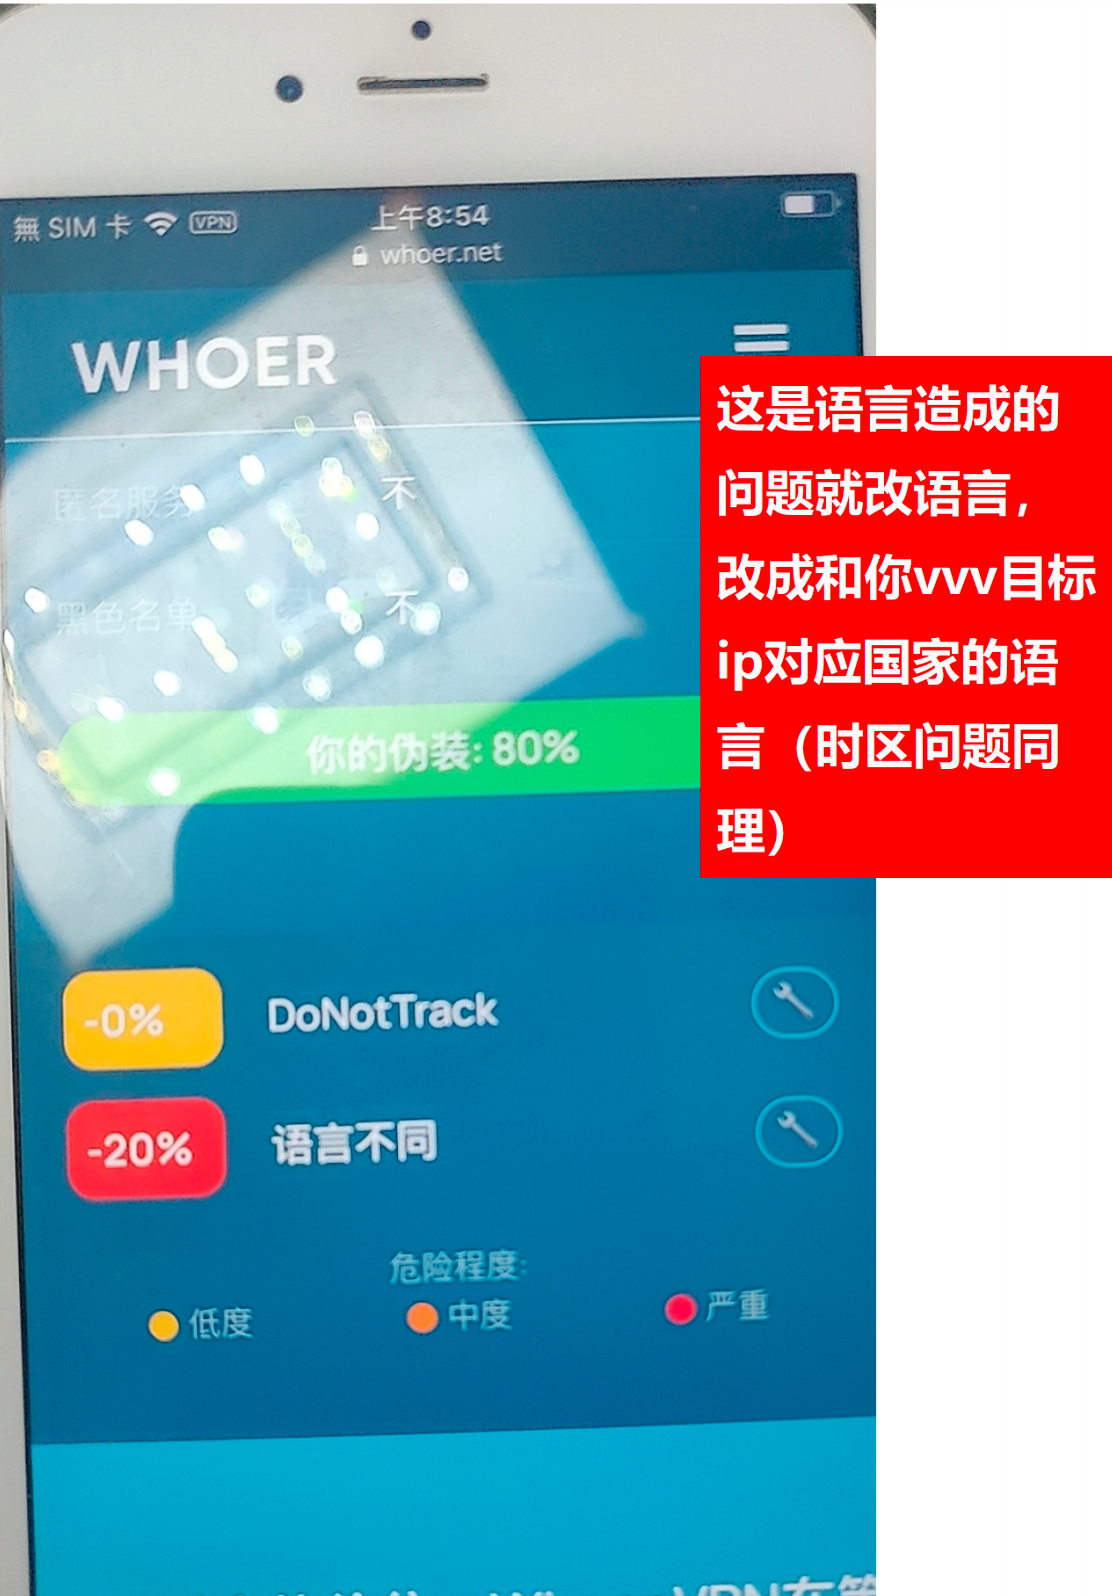 無 SIM 卡 VPN
上午8:54
whoer.net
WHOER
匿名服务 不
黑色名单 不
你的伪装: 80%
这是语言造成的
问题就改语言，
改成和你vvv目标
ip对应国家的语
言（时区问题同
理）
-0% DoNotTrack
-20% 语言不同
危险程度:
低度 中度 严重